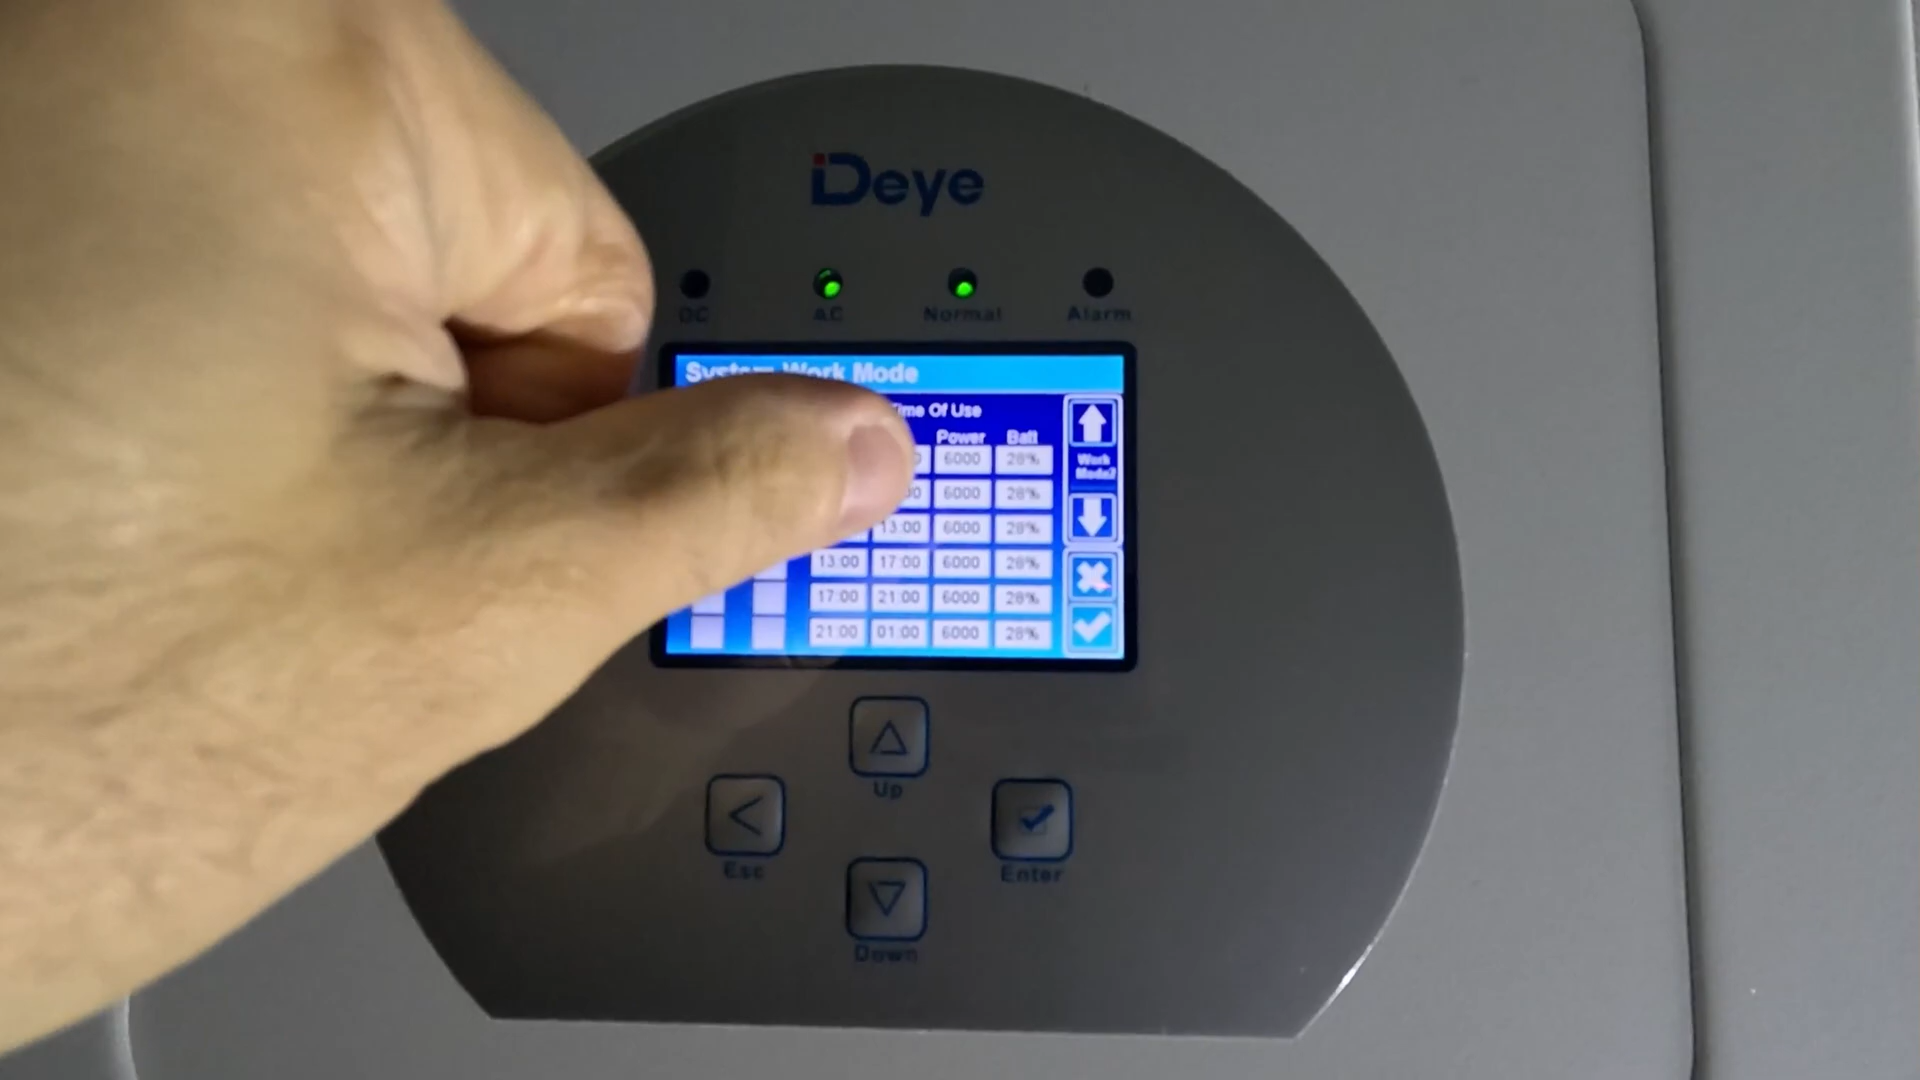 Deye
DC AC Normal Alarm
System Work Mode
Time Of Use
Power Batt
6000 28%
6000 28%
13:00 6000 28%
13:00 17:00 6000 28%
17:00 21:00 6000 28%
21:00 01:00 6000 28%
Work
Mode2
Up
Esc
Enter
Down